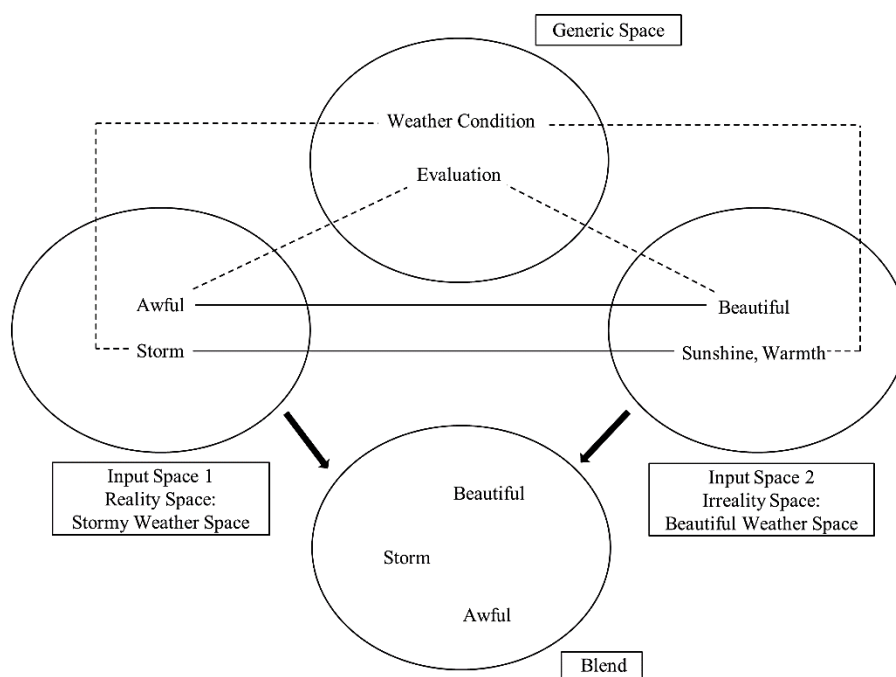 Generic Space
Weather Condition
Evaluation
Awful
Beautiful
Storm
Sunshine, Warmth
Input Space 1
Reality Space:
Stormy Weather Space
Input Space 2
Irreality Space:
Beautiful Weather Space
Beautiful
Storm
Awful
Blend